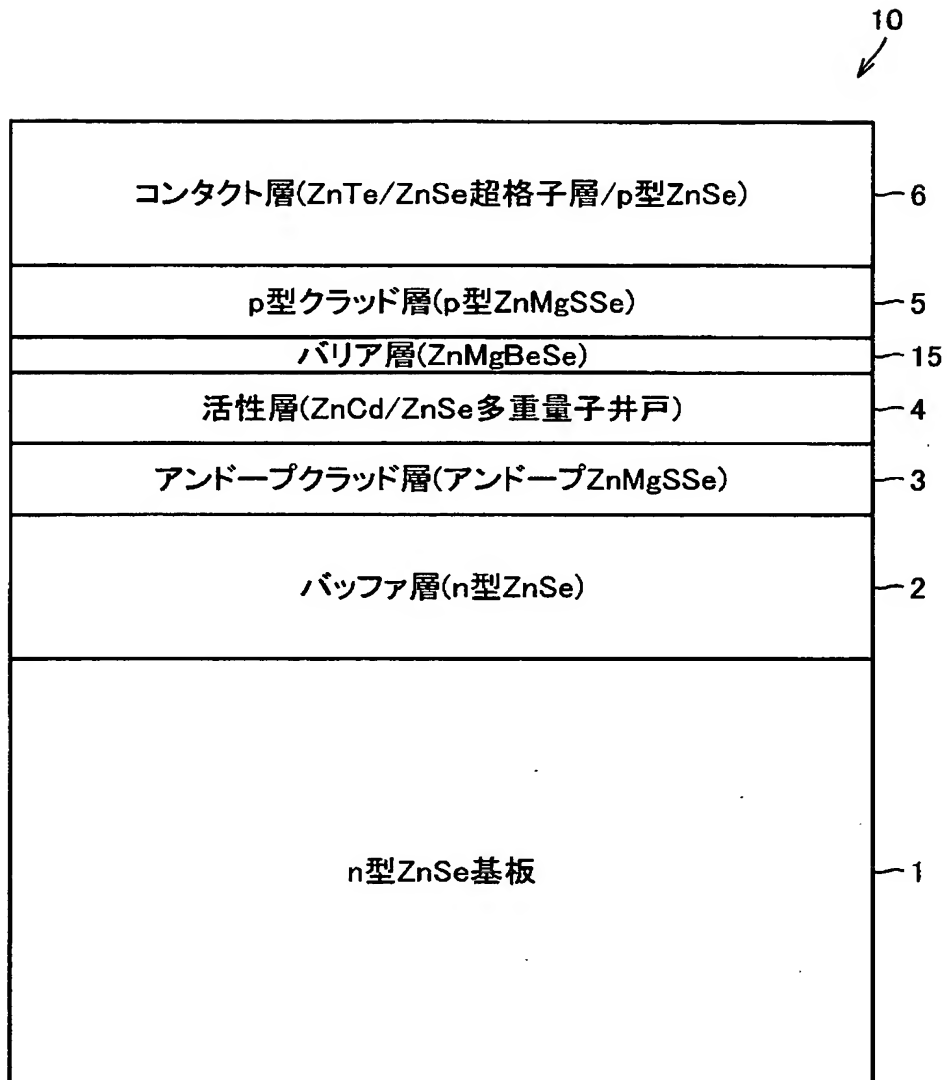 10
コンタクト層(ZnTe/ZnSe超格子層/p型ZnSe)
6
p型クラッド層(p型ZnMgSSe)
5
バリア層(ZnMgBeSe)
15
活性層(ZnCd/ZnSe多重量子井戸)
4
アンドープクラッド層(アンドープZnMgSSe)
3
バッファ層(n型ZnSe)
2
n型ZnSe基板
1